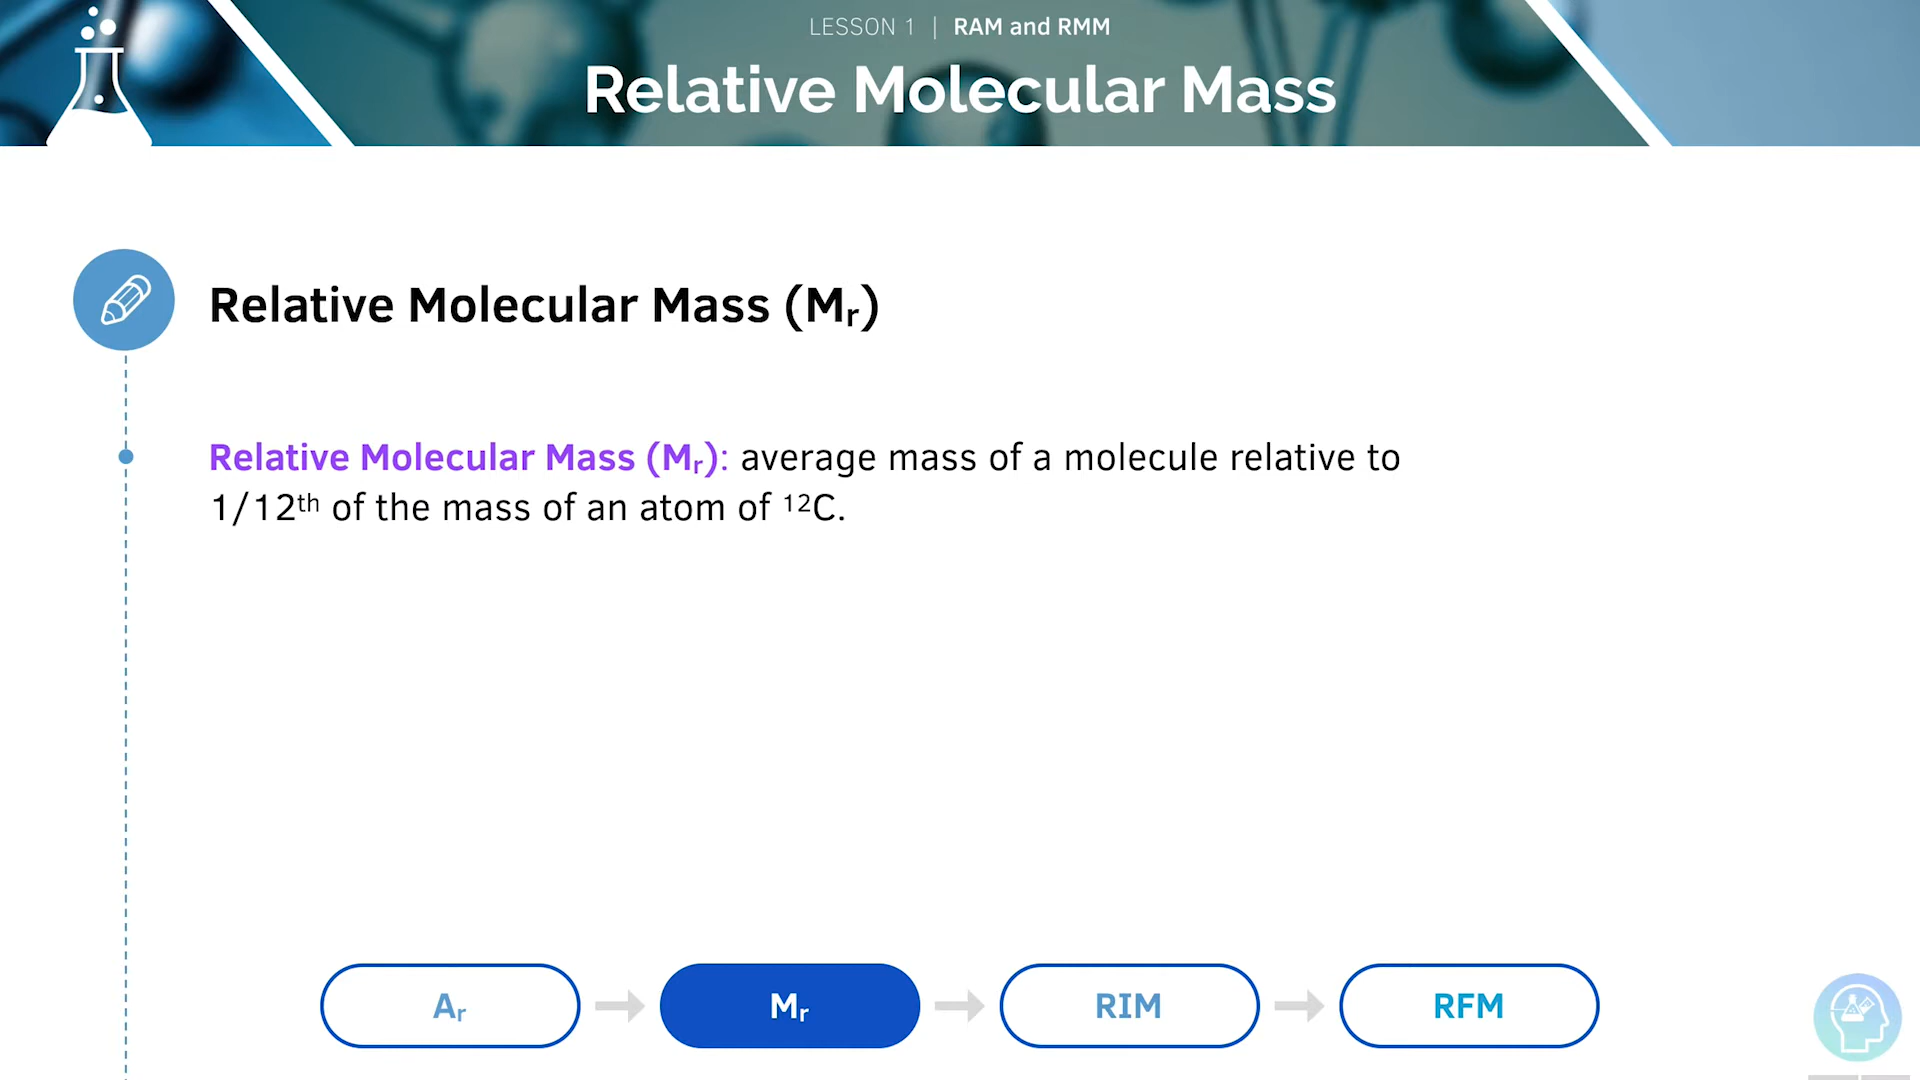 LESSON 1 | RAM and RMM
Relative Molecular Mass
Relative Molecular Mass (Mᵣ)
Relative Molecular Mass (Mᵣ): average mass of a molecule relative to
1/12ᵗʰ of the mass of an atom of ¹²C.
Aᵣ
Mᵣ
RIM
RFM